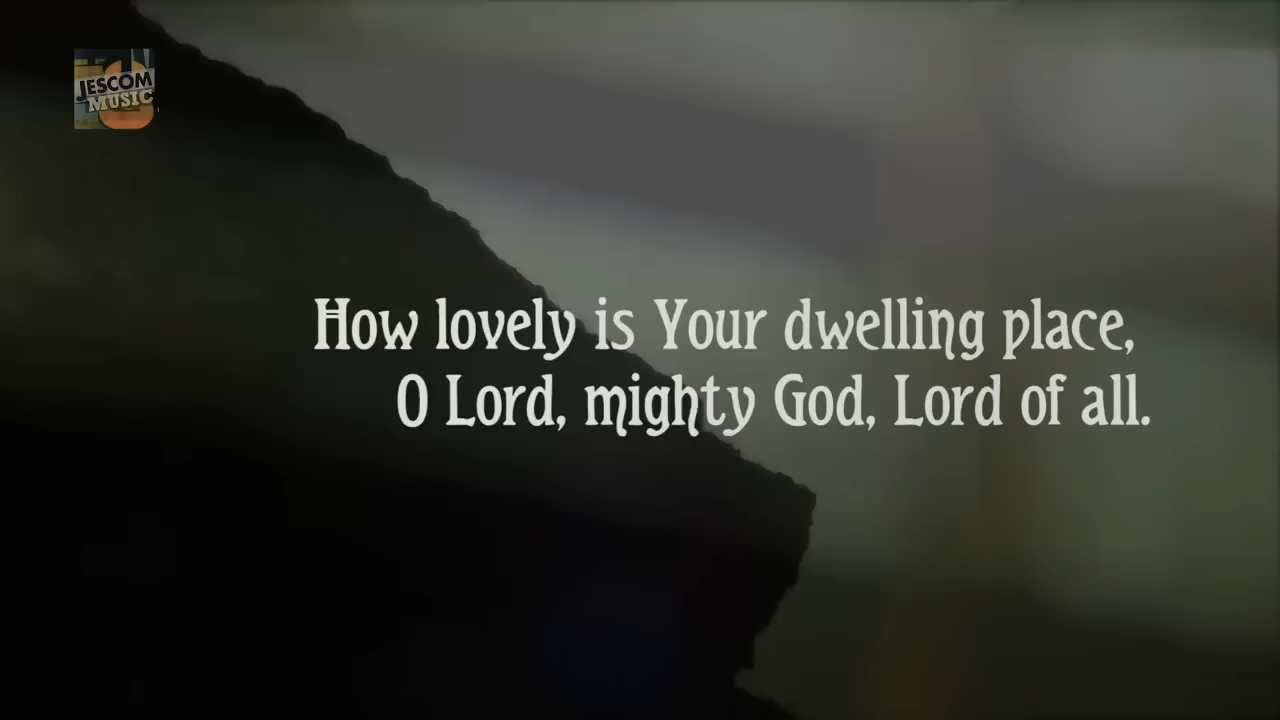 JESCOM
MUSIC
How lovely is Your dwelling place,
O Lord, mighty God, Lord of all.